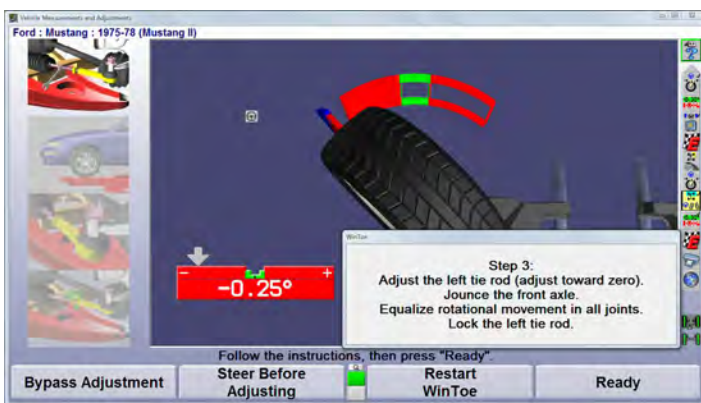 Vehicle Measurements and Adjustments
Ford : Mustang : 1975-78 (Mustang II)
- +
-0.25°
WinToe
Step 3:
Adjust the left tie rod (adjust toward zero).
Jounce the front axle.
Equalize rotational movement in all joints.
Lock the left tie rod.
Follow the instructions, then press "Ready".
Bypass Adjustment
Steer Before
Adjusting
Restart
WinToe
Ready